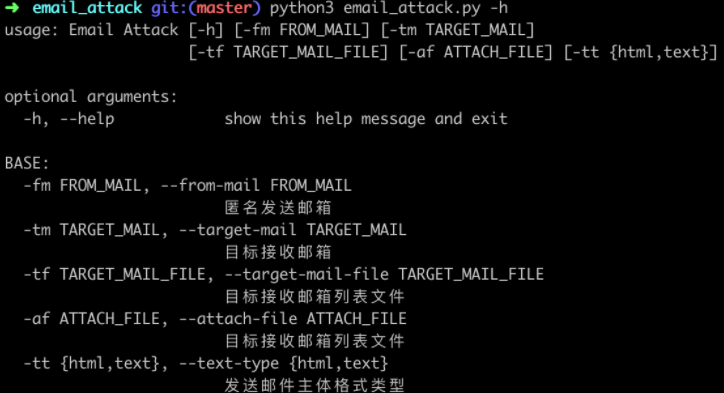 ➜ email_attack git:(master) python3 email_attack.py -h
usage: Email Attack [-h] [-fm FROM_MAIL] [-tm TARGET_MAIL]
[-tf TARGET_MAIL_FILE] [-af ATTACH_FILE] [-tt {html,text}]
optional arguments:
-h, --help show this help message and exit
BASE:
-fm FROM_MAIL, --from-mail FROM_MAIL
匿名发送邮箱
-tm TARGET_MAIL, --target-mail TARGET_MAIL
目标接收邮箱
-tf TARGET_MAIL_FILE, --target-mail-file TARGET_MAIL_FILE
目标接收邮箱列表文件
-af ATTACH_FILE, --attach-file ATTACH_FILE
目标接收邮箱列表文件
-tt {html,text}, --text-type {html,text}
发送邮件主体格式类型